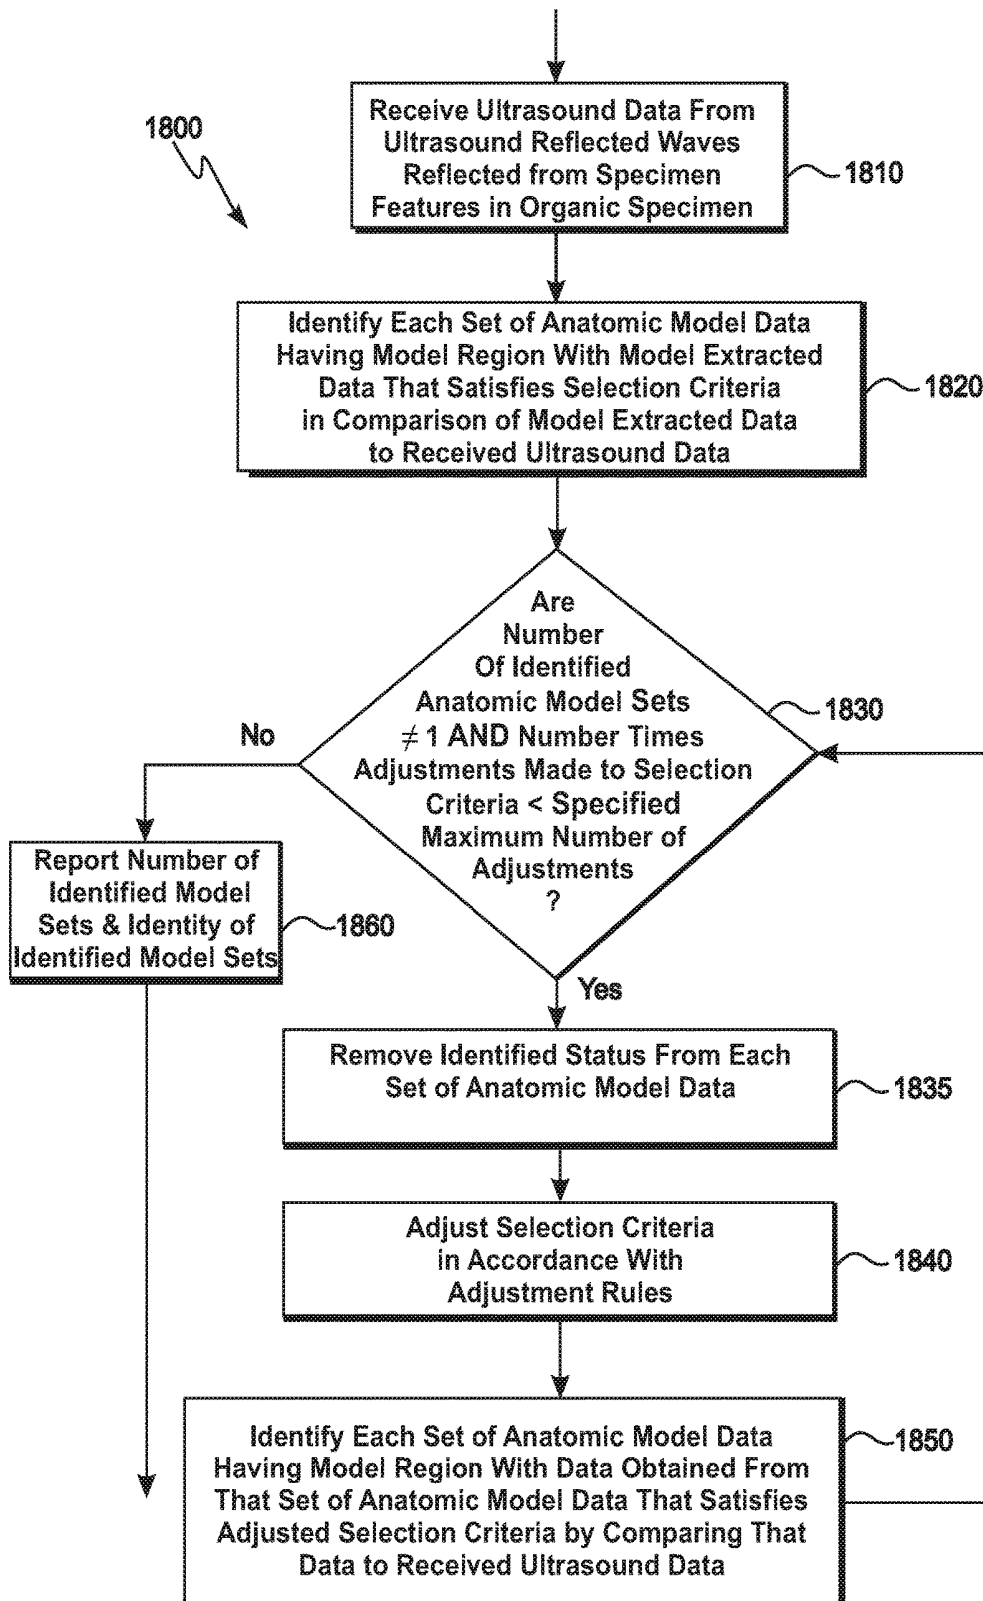 1800
Receive Ultrasound Data From
Ultrasound Reflected Waves
Reflected from Specimen
Features in Organic Specimen
1810
Identify Each Set of Anatomic Model Data
Having Model Region With Model Extracted
Data That Satisfies Selection Criteria
in Comparison of Model Extracted Data
to Received Ultrasound Data
1820
Are
Number
Of Identified
Anatomic Model Sets
≠ 1 AND Number Times
Adjustments Made to Selection
Criteria < Specified
Maximum Number of
Adjustments
?
1830
No
Report Number of
Identified Model
Sets & Identity of
Identified Model Sets
1860
Yes
Remove Identified Status From Each
Set of Anatomic Model Data
1835
Adjust Selection Criteria
in Accordance With
Adjustment Rules
1840
Identify Each Set of Anatomic Model Data
Having Model Region With Data Obtained From
That Set of Anatomic Model Data That Satisfies
Adjusted Selection Criteria by Comparing That
Data to Received Ultrasound Data
1850